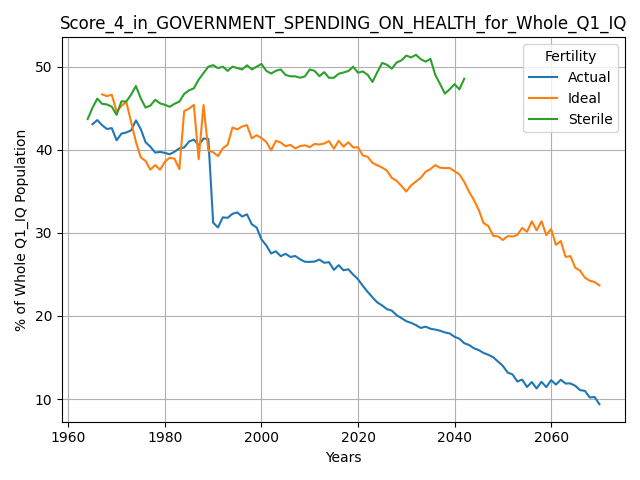 Score_4_in_GOVERNMENT_SPENDING_ON_HEALTH_for_Whole_Q1_IQ
Fertility
Actual
Ideal
Sterile
% of Whole Q1_IQ Population
50
40
30
20
10
1960 1980 2000 2020 2040 2060
Years